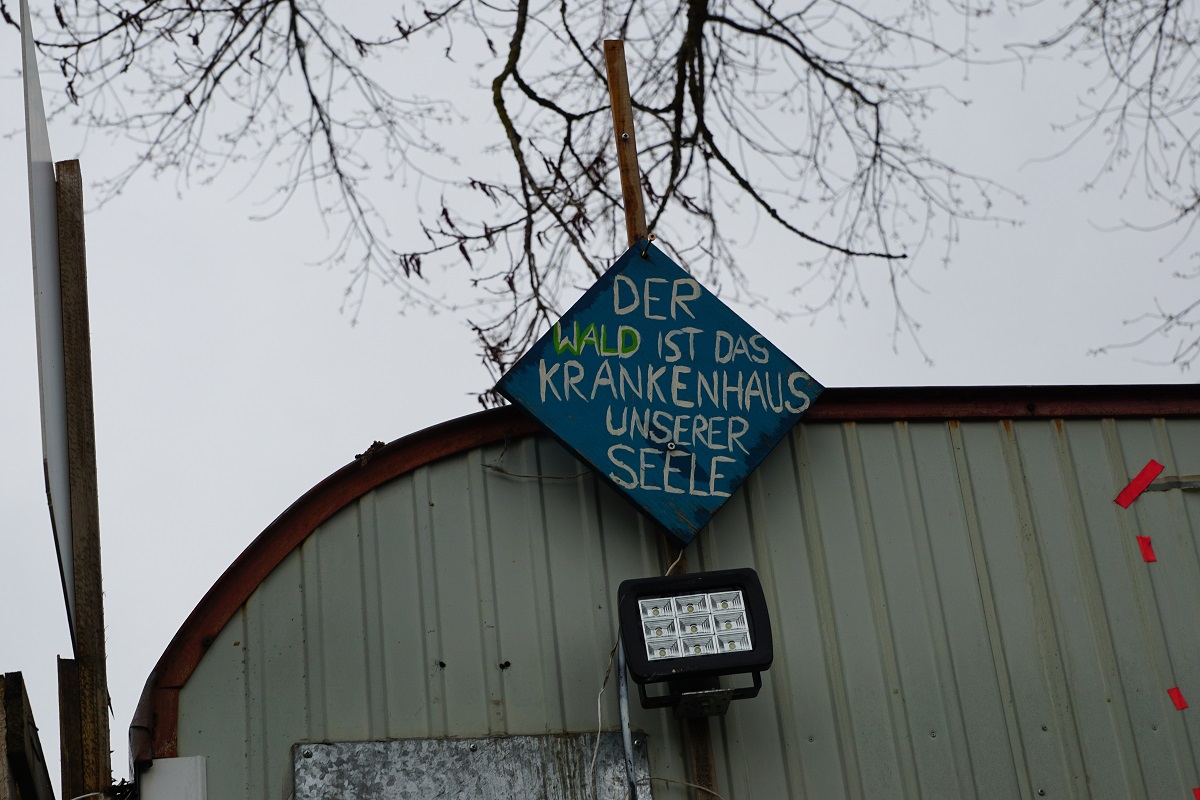 DER
WALD IST DAS
KRANKENHAUS
UNSERER
SEELE